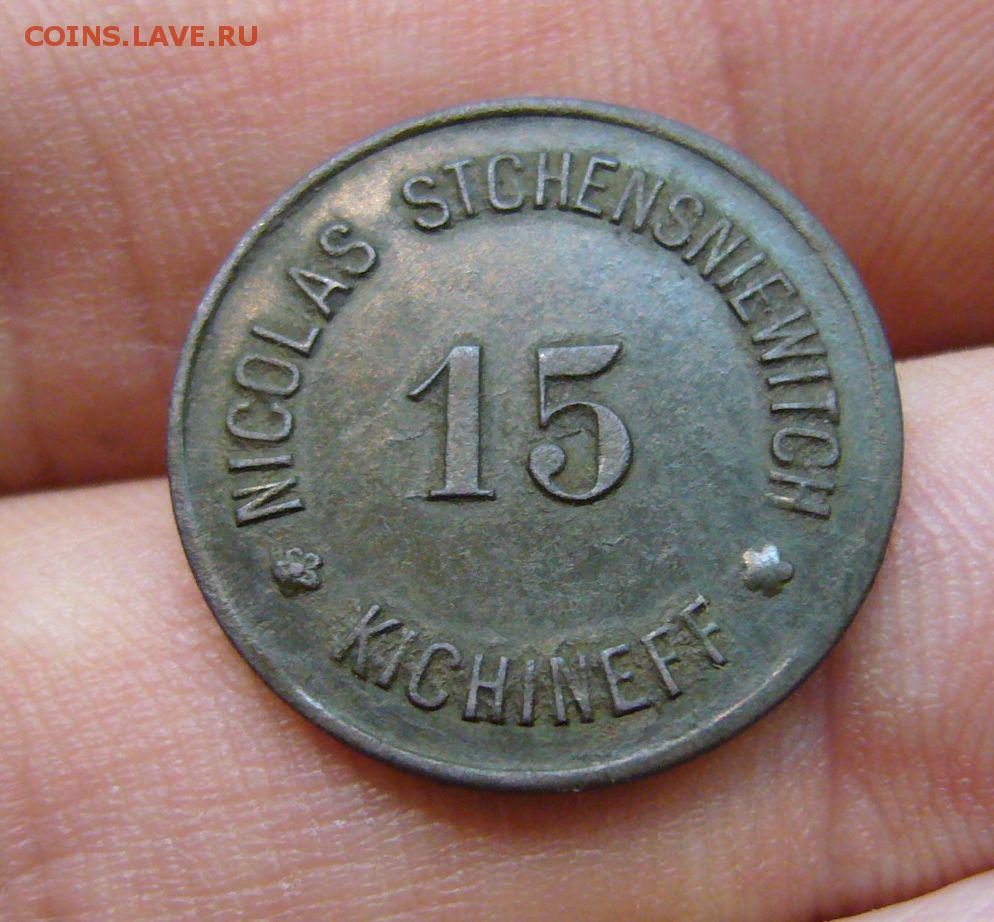 COINS.LAVE.RU
NICOLAS STCHENSNIEWITCH
15
KICHINEFF